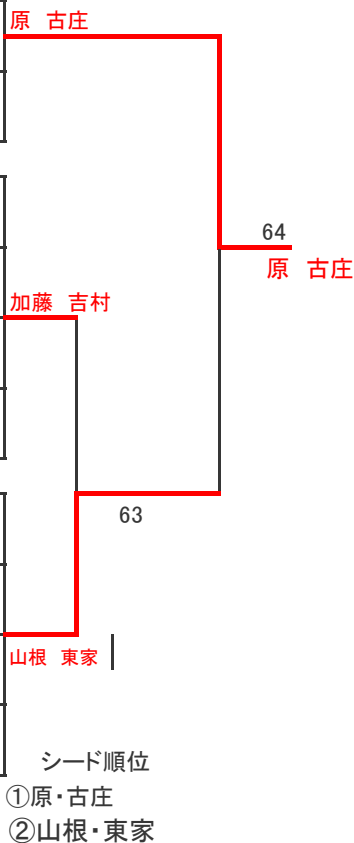 原　古庄
64
原　古庄
加藤　吉村
63
山根　東家
シード順位
①原・古庄
②山根・東家